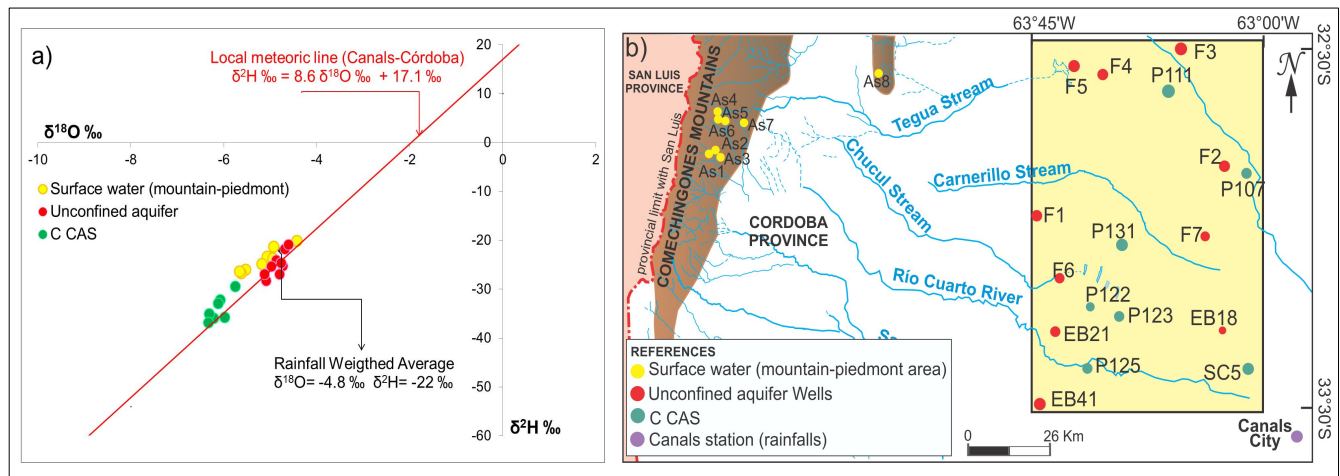 a)
Local meteoric line (Canals-Córdoba)
δ²H ‰ = 8.6 δ¹⁸O ‰ + 17.1 ‰
δ¹⁸O ‰
20
10
0
-10
-20
-30
-40
-50
-60
-10
-8
-6
-4
-2
0
2
Surface water (mountain-piedmont)
Unconfined aquifer
C CAS
Rainfall Weigthed Average
δ¹⁸O= -4.8 ‰ δ²H= -22 ‰
δ²H ‰
b)
63°45'W
63°00'W
33°30'S
33°30'S
N
SAN LUIS
PROVINCE
provincial limit with San Luis
COMECHINGONES MOUNTAINS
CORDOBA
PROVINCE
As4
As5
As6
As7
As2
As3
As1
As8
Tegua Stream
Chucul Stream
Carnerillo Stream
Río Cuarto River
F3
F4
F5
P111
F2
P107
F1
P131
F7
F6
P122
P123
EB18
EB21
P125
SC5
EB41
REFERENCES
Surface water (mountain-piedmont area)
Unconfined aquifer Wells
C CAS
Canals station (rainfalls)
0
26 Km
Canals
City